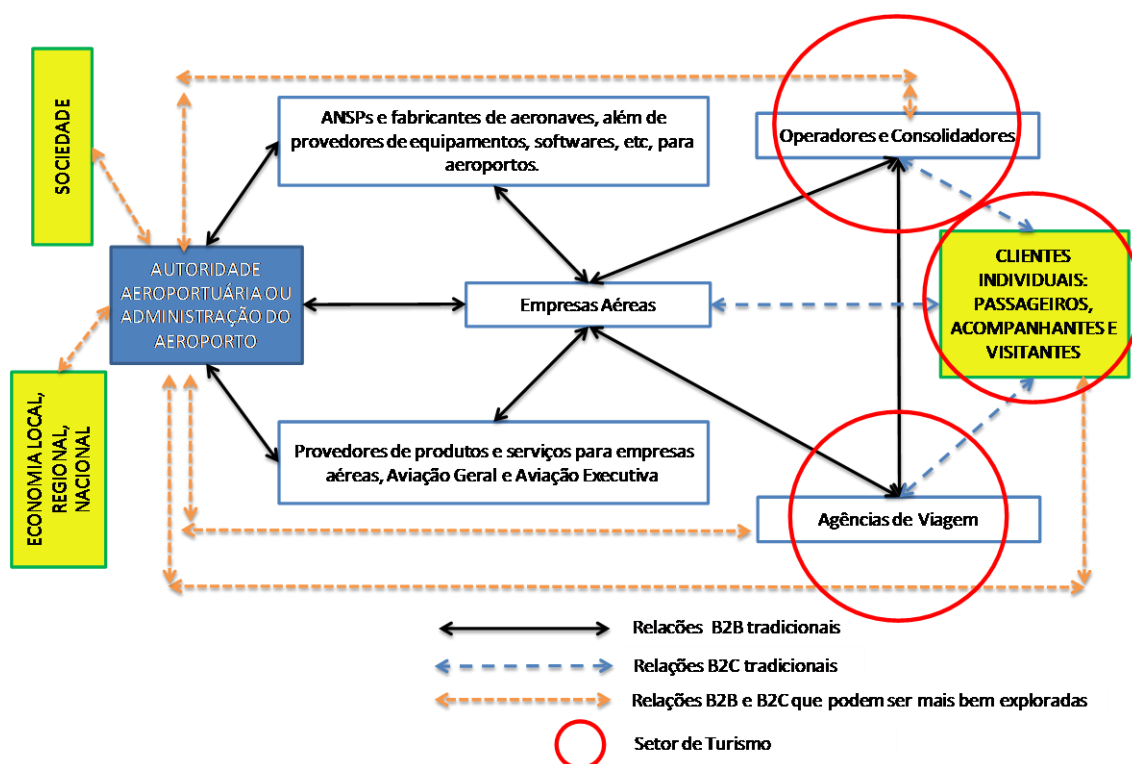 SOCIEDADE
ANSPs e fabricantes de aeronaves, além de
provedores de equipamentos, softwares, etc, para
aeroportos.
Operadores e Consolidadores
AUTORIDADE
AEROPORTUÁRIA OU
ADMINISTRAÇÃO DO
AEROPORTO
Empresas Aéreas
CLIENTES
INDIVIDUAIS:
PASSAGEIROS,
ACOMPANHANTES E
VISITANTES
ECONOMIA LOCAL,
REGIONAL,
NACIONAL
Provedores de produtos e serviços para empresas
aéreas, Aviação Geral e Aviação Executiva
Agências de Viagem
Relacões B2B tradicionais
Relações B2C tradicionais
Relações B2B e B2C que podem ser mais bem exploradas
Setor de Turismo